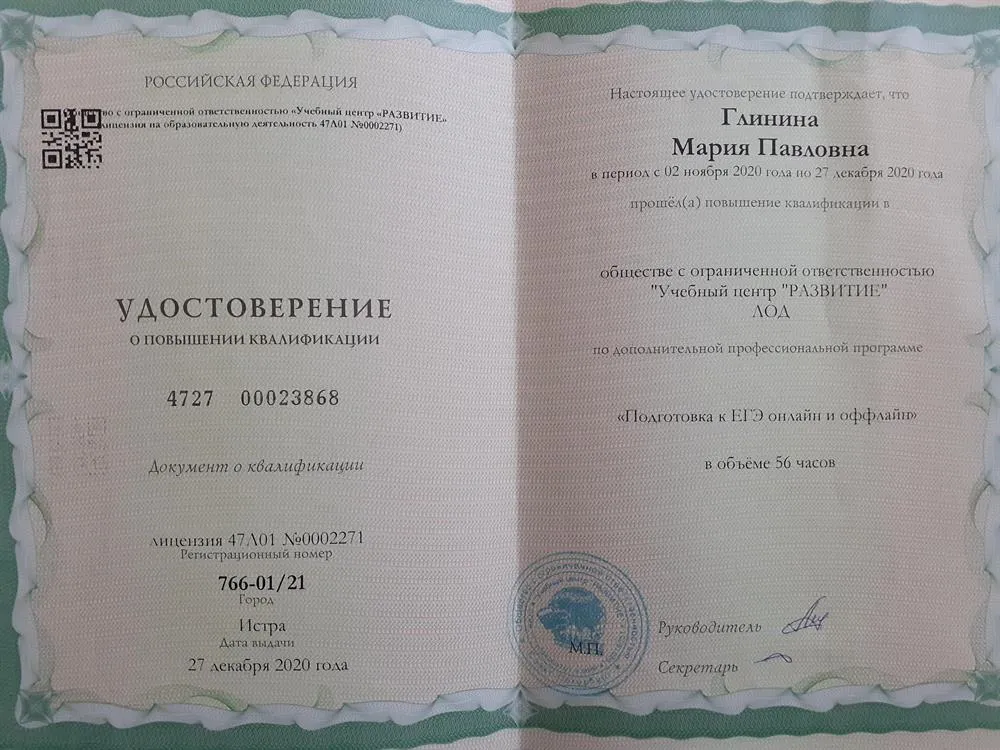 РОССИЙСКАЯ ФЕДЕРАЦИЯ
во с ограниченной ответственностью «Учебный центр «РАЗВИТИЕ»
лицензия на образовательную деятельность 47Л01 №0002271)
УДОСТОВЕРЕНИЕ
О ПОВЫШЕНИИ КВАЛИФИКАЦИИ
4727 00023868
Документ о квалификации
лицензия 47Л01 №0002271
Регистрационный номер
766-01/21
Город
Истра
Дата выдачи
27 декабря 2020 года
Настоящее удостоверение подтверждает, что
Глинина
Мария Павловна
в период с 02 ноября 2020 года по 27 декабря 2020 года
прошёл(а) повышение квалификации в
обществе с ограниченной ответственностью
"Учебный центр "РАЗВИТИЕ"
ЛОД
по дополнительной профессиональной программе
«Подготовка к ЕГЭ онлайн и оффлайн»
в объёме 56 часов
М.П.
Руководитель
Секретарь